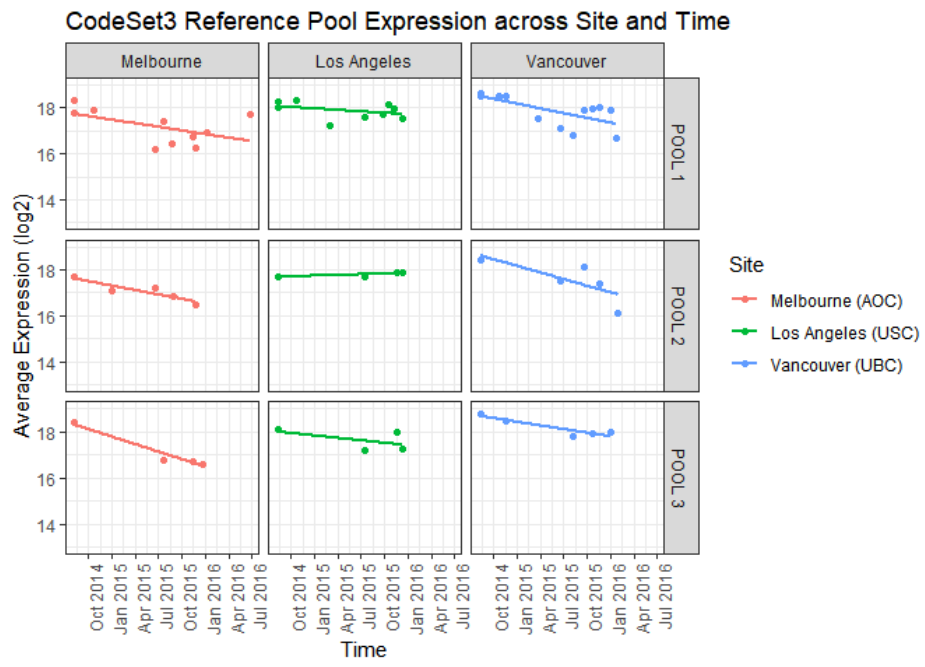 CodeSet3 Reference Pool Expression across Site and Time
Melbourne
Los Angeles
Vancouver
Average Expression (log2)
18
16
14
POOL 1
18
16
14
POOL 2
18
16
14
POOL 3
Site
Melbourne (AOC)
Los Angeles (USC)
Vancouver (UBC)
Oct 2014
Jan 2015
Apr 2015
Jul 2015
Oct 2015
Jan 2016
Apr 2016
Jul 2016
Oct 2014
Jan 2015
Apr 2015
Jul 2015
Oct 2015
Jan 2016
Apr 2016
Jul 2016
Oct 2014
Jan 2015
Apr 2015
Jul 2015
Oct 2015
Jan 2016
Apr 2016
Jul 2016
Time